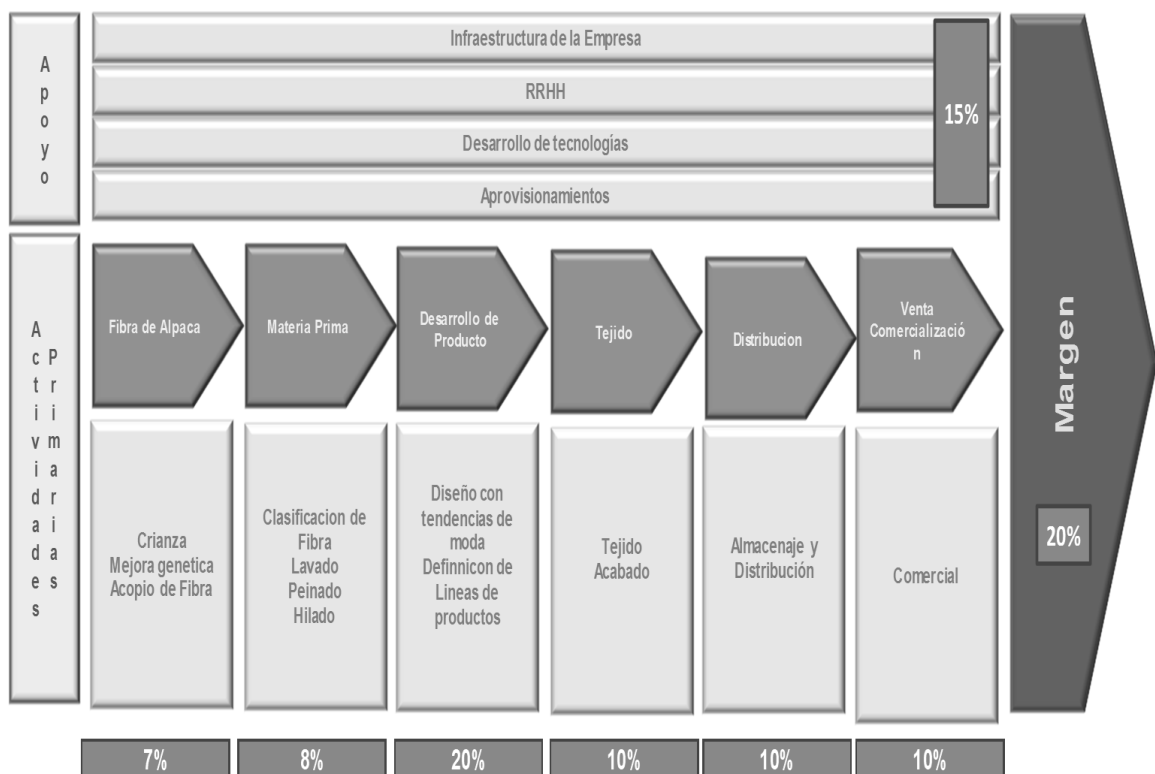 Apoyo
Infraestructura de la Empresa
RRHH
Desarrollo de tecnologías
Aprovisionamientos
15%
Actividades
Primarias
Fibra de Alpaca
Materia Prima
Desarrollo de
Producto
Tejido
Distribucion
Venta
Comercializació
n
Crianza
Mejora genetica
Acopio de Fibra
Clasificacion de
Fibra
Lavado
Peinado
Hilado
Diseño con
tendencias de
moda
Definnicon de
Lineas de
productos
Tejido
Acabado
Almacenaje y
Distribución
Comercial
Margen
20%
7%
8%
20%
10%
10%
10%